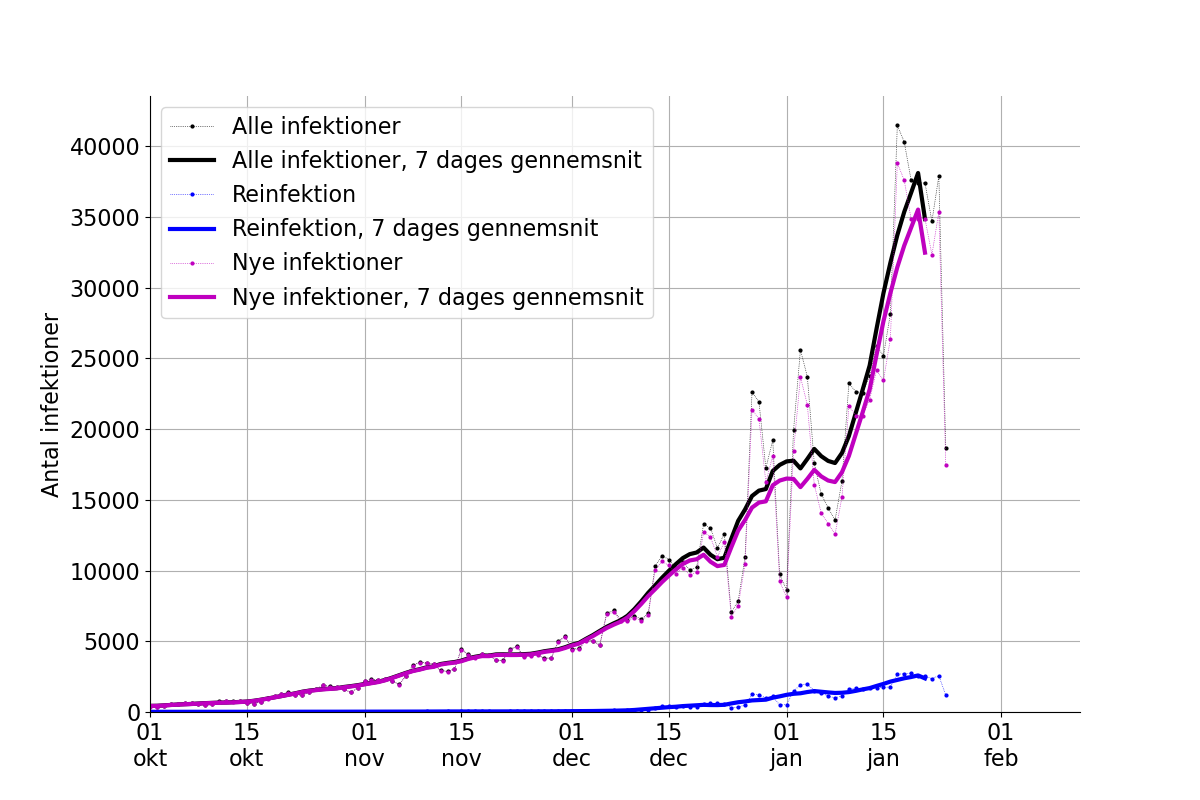 Alle infektioner
Alle infektioner, 7 dages gennemsnit
Reinfektion
Reinfektion, 7 dages gennemsnit
Nye infektioner
Nye infektioner, 7 dages gennemsnit
Antal infektioner
40000
35000
30000
25000
20000
15000
10000
5000
0
01 15 01 15 01 15 01 15 01
okt okt nov nov dec dec jan jan feb